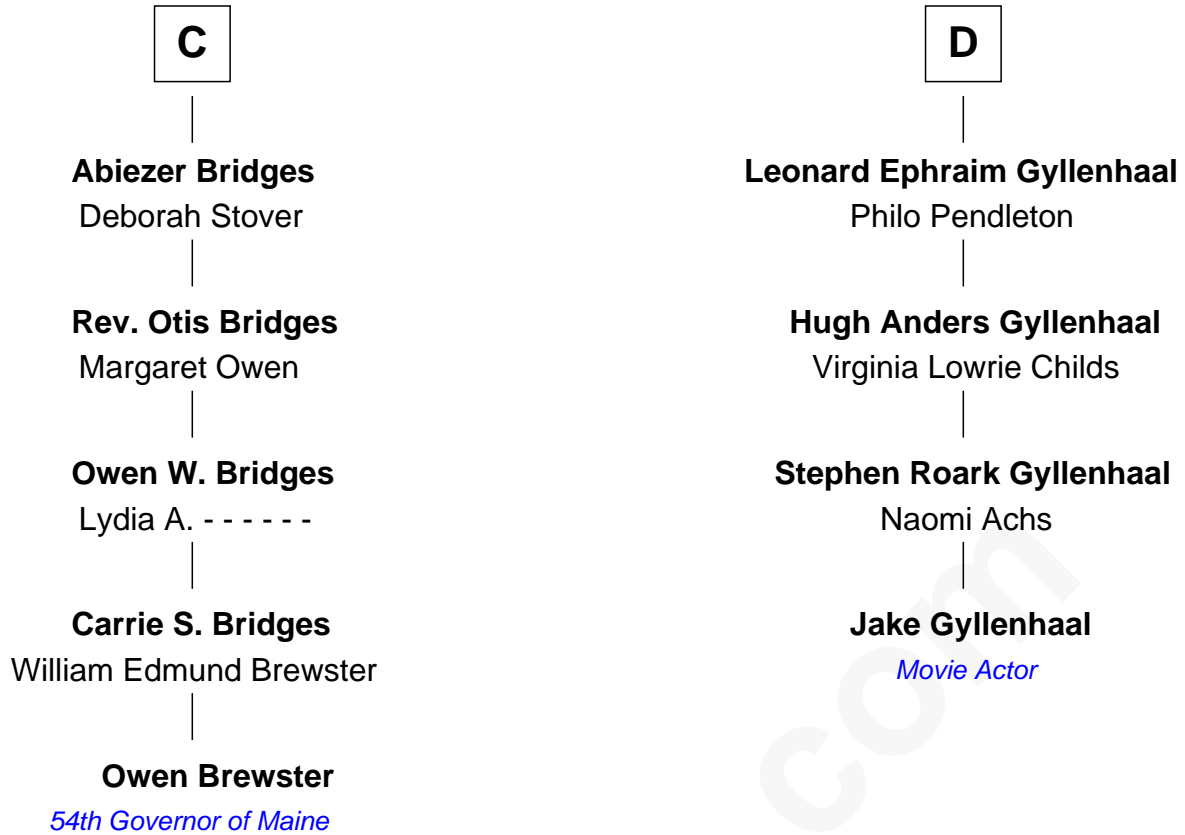 C
Abiezer Bridges
Deborah Stover
Rev. Otis Bridges
Margaret Owen
Owen W. Bridges
Lydia A. - - - - - -
Carrie S. Bridges
William Edmund Brewster
Owen Brewster
54th Governor of Maine
D
Leonard Ephraim Gyllenhaal
Philo Pendleton
Hugh Anders Gyllenhaal
Virginia Lowrie Childs
Stephen Roark Gyllenhaal
Naomi Achs
Jake Gyllenhaal
Movie Actor
com